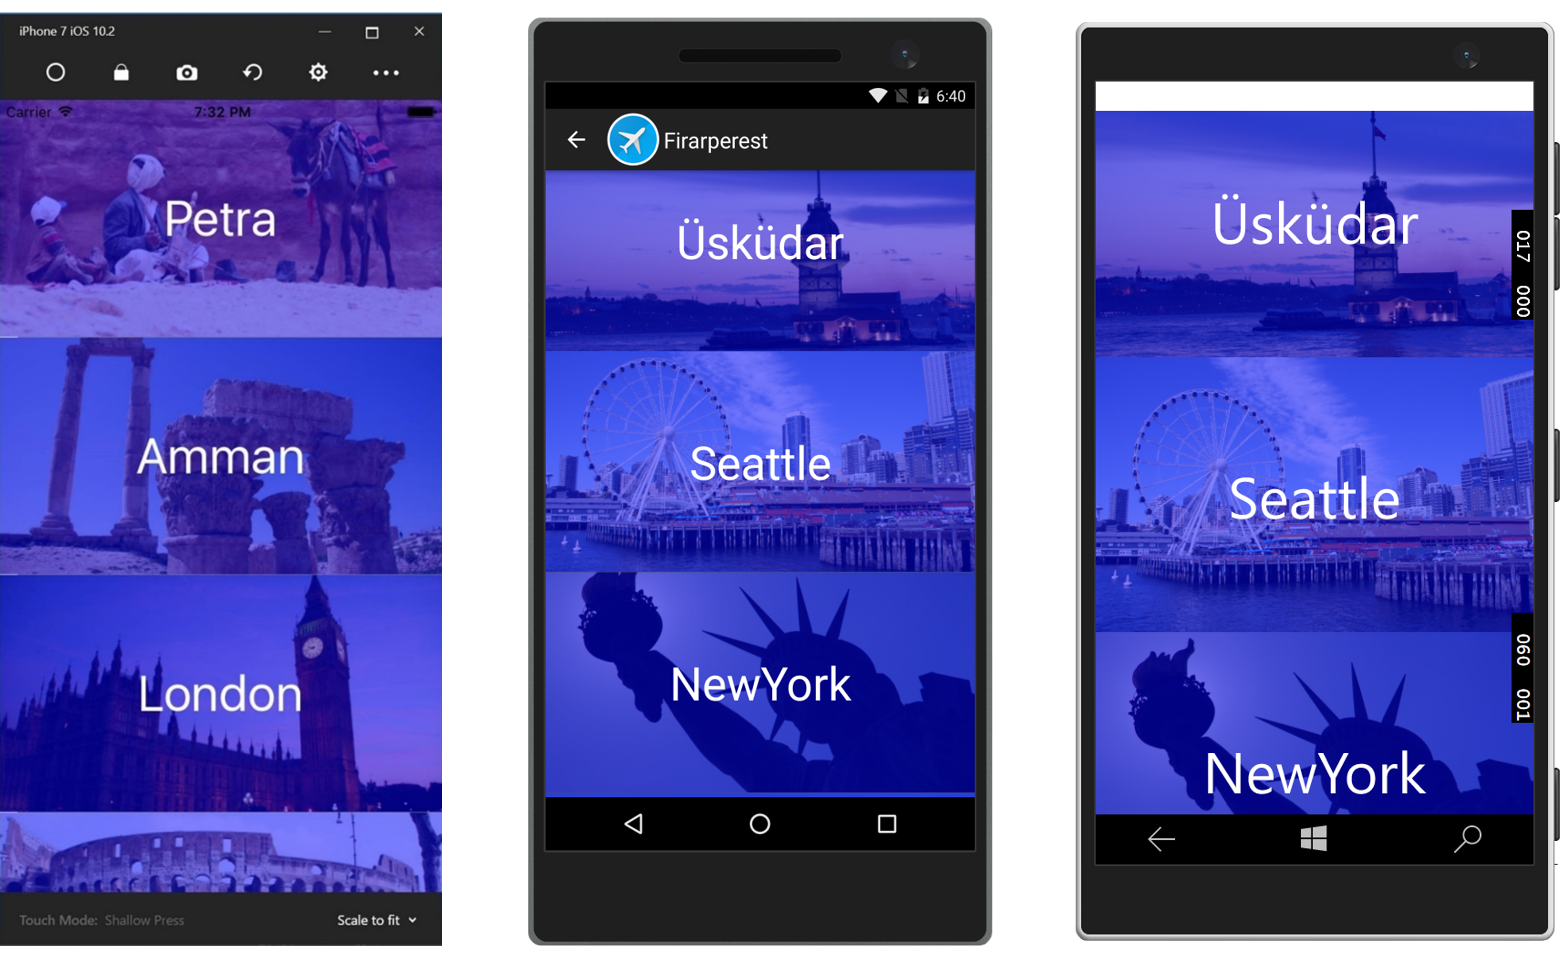 iPhone 7 iOS 10.2
Carrier
7:32 PM
Petra
Amman
London
Touch Mode: Shallow Press
Scale to fit
6:40
Firarperest
Üsküdar
Seattle
NewYork
Üsküdar
017 000
Seattle
060 001
NewYork